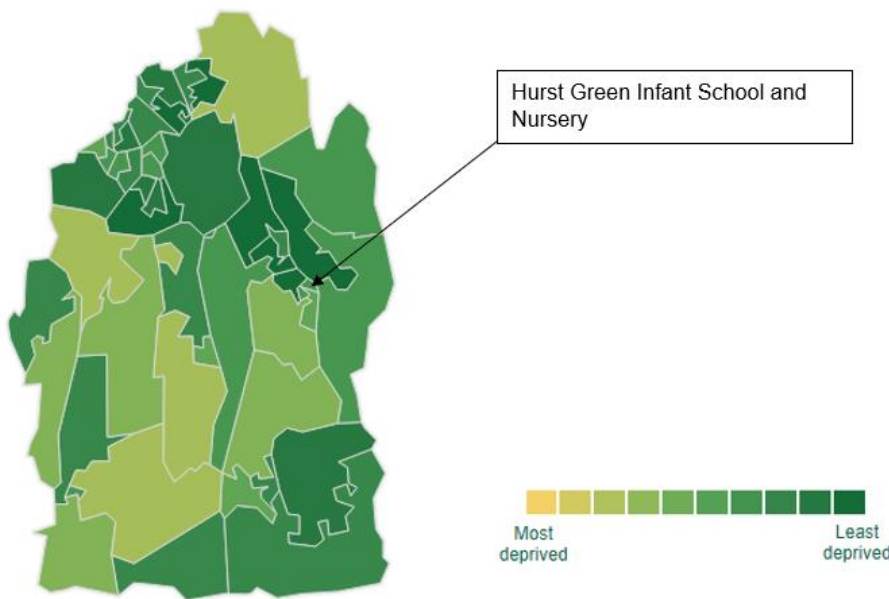 Hurst Green Infant School and
Nursery
Most
deprived
Least
deprived